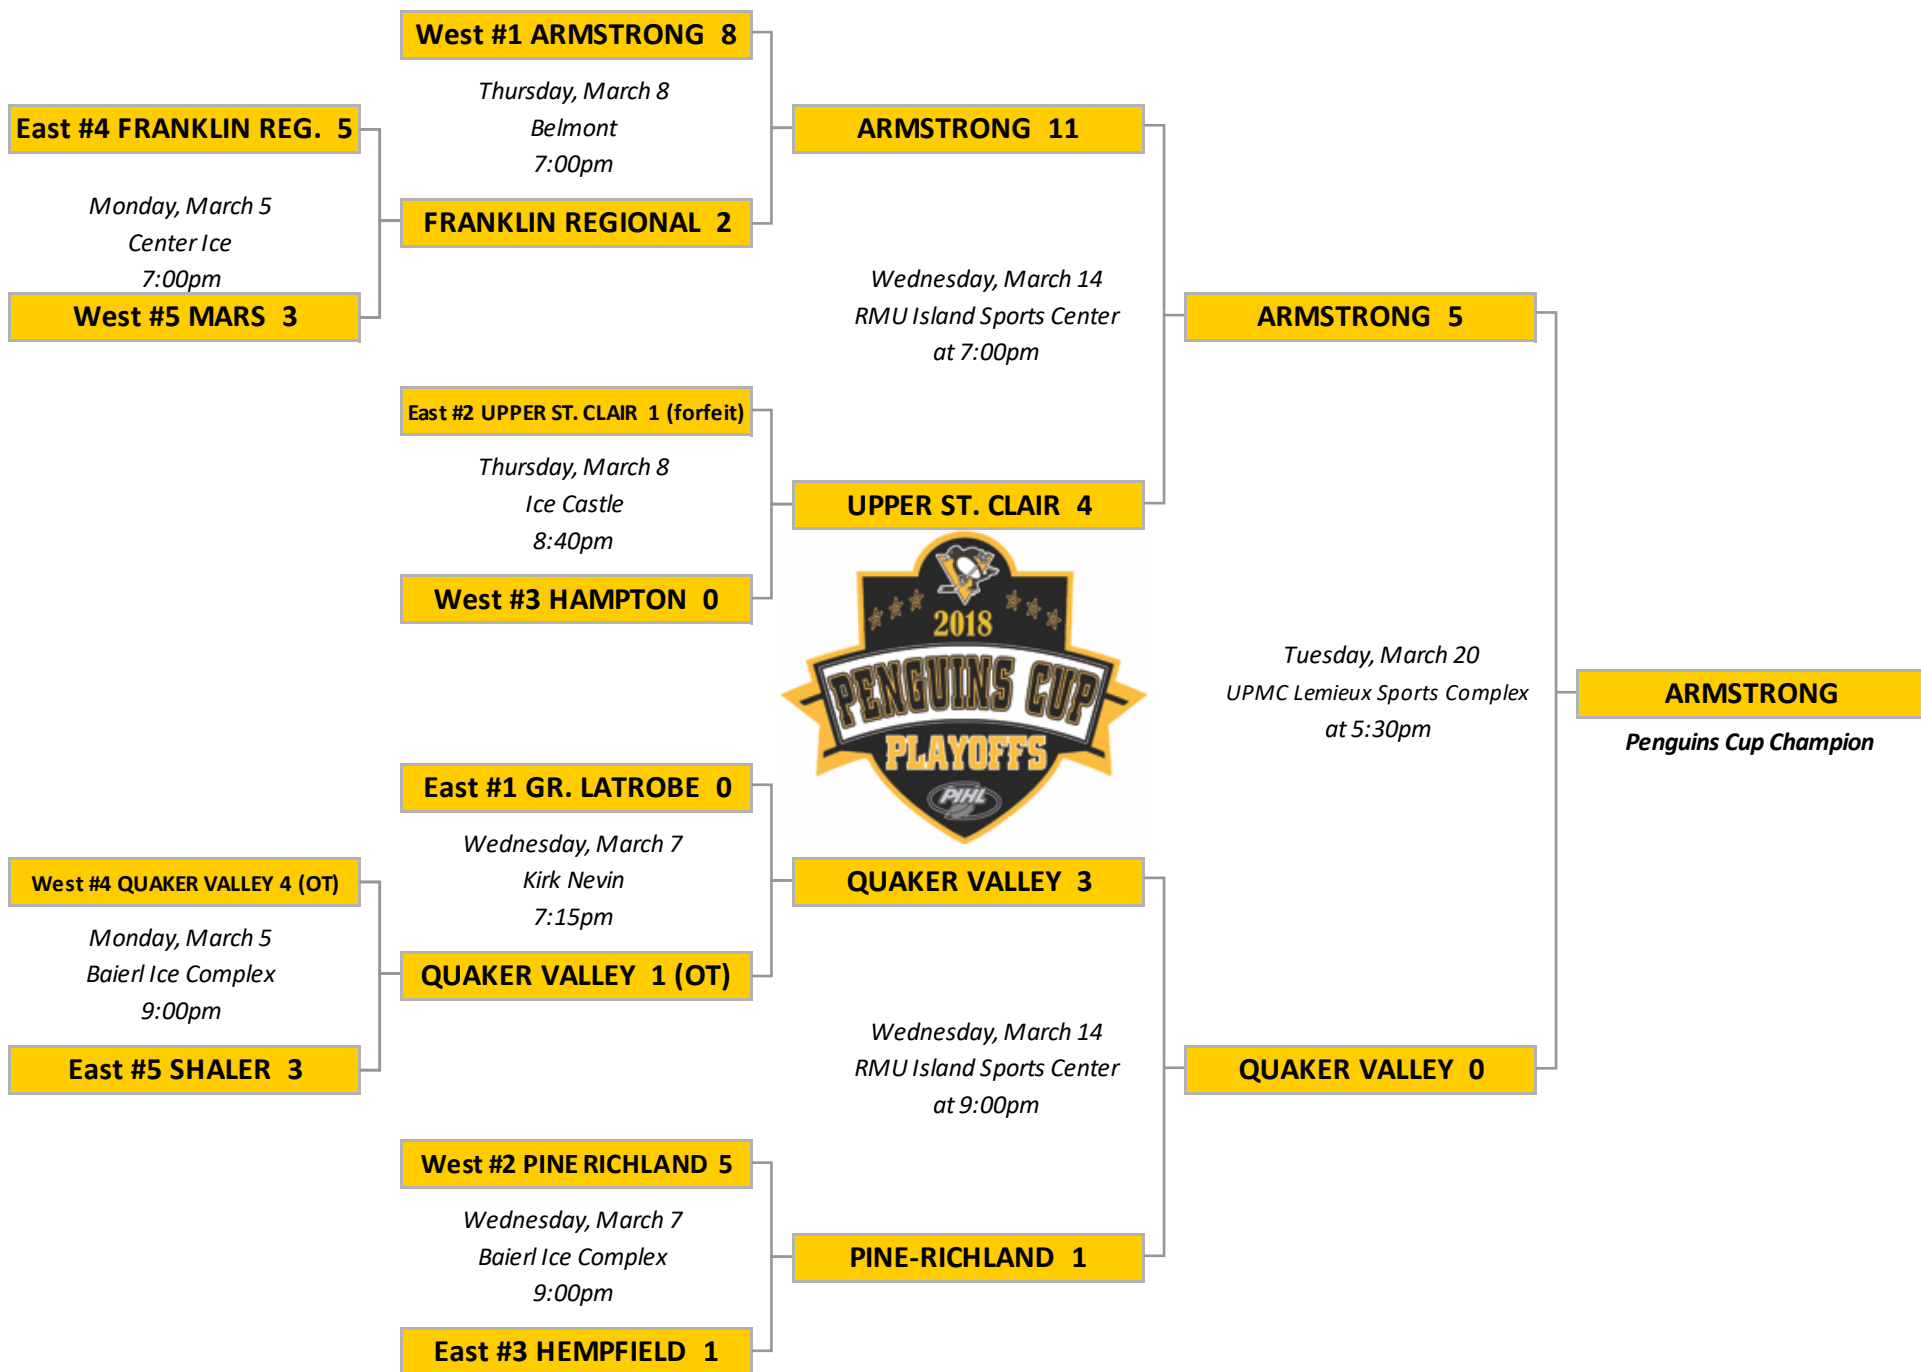 West #1 ARMSTRONG 8
Thursday, March 8
Belmont
7:00pm
East #4 FRANKLIN REG. 5
Monday, March 5
Center Ice
7:00pm
West #5 MARS 3
FRANKLIN REGIONAL 2
ARMSTRONG 11
Wednesday, March 14
RMU Island Sports Center
at 7:00pm
ARMSTRONG 5
East #2 UPPER ST. CLAIR 1 (forfeit)
Thursday, March 8
Ice Castle
8:40pm
West #3 HAMPTON 0
UPPER ST. CLAIR 4
2018
PENGUINS CUP
PLAYOFFS
PIHL
Tuesday, March 20
UPMC Lemieux Sports Complex
at 5:30pm
ARMSTRONG
Penguins Cup Champion
East #1 GR. LATROBE 0
Wednesday, March 7
Kirk Nevin
7:15pm
West #4 QUAKER VALLEY 4 (OT)
Monday, March 5
Baierl Ice Complex
9:00pm
East #5 SHALER 3
QUAKER VALLEY 1 (OT)
QUAKER VALLEY 3
Wednesday, March 14
RMU Island Sports Center
at 9:00pm
QUAKER VALLEY 0
West #2 PINE RICHLAND 5
Wednesday, March 7
Baierl Ice Complex
9:00pm
East #3 HEMPFIELD 1
PINE-RICHLAND 1